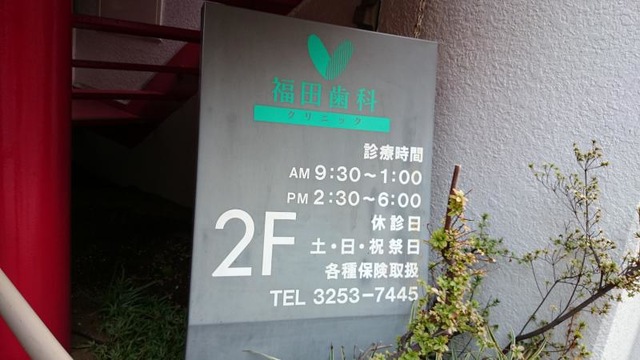 福田歯科
クリニック
診療時間
AM 9:30~1:00
PM 2:30~6:00
休診日
土・日・祝祭日
各種保険取扱
2F
TEL 3253-7445